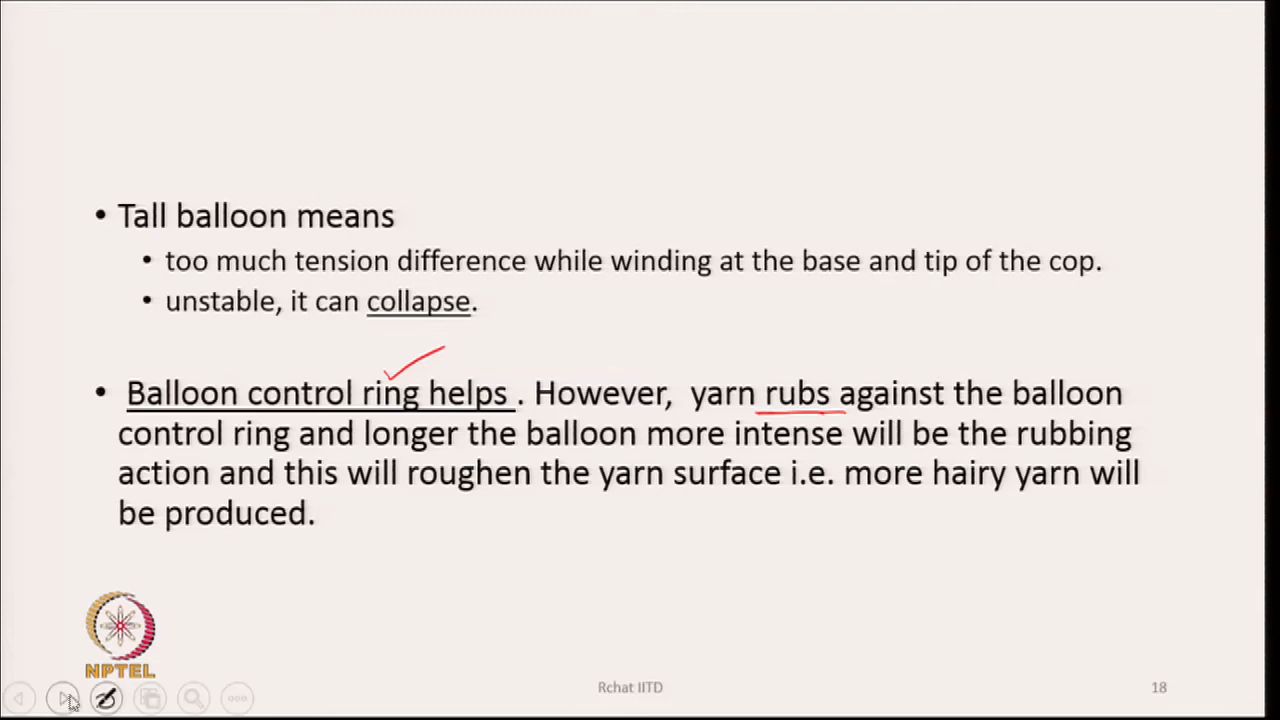 • Tall balloon means
• too much tension difference while winding at the base and tip of the cop.
• unstable, it can collapse.
• Balloon control ring helps . However, yarn rubs against the balloon
control ring and longer the balloon more intense will be the rubbing
action and this will roughen the yarn surface i.e. more hairy yarn will
be produced.
NPTEL
Rchat IITD
18